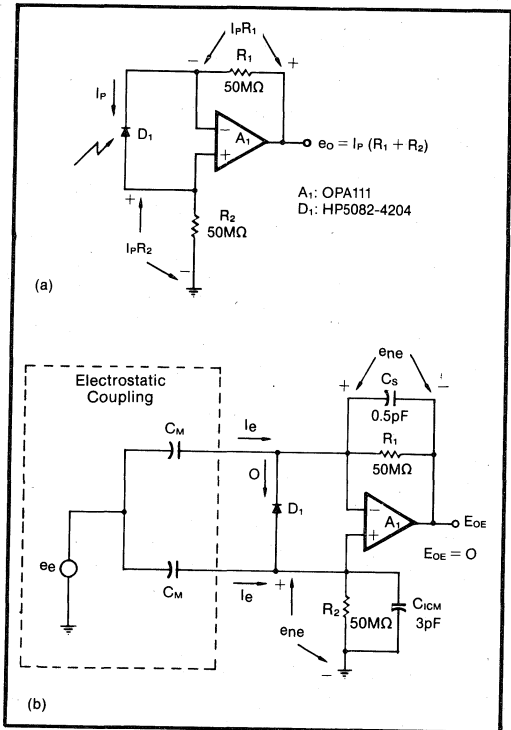 IPR1
− +
R1
50MΩ
IP
D1
−
A1
+
eO = IP (R1 + R2)
+
A1: OPA111
D1: HP5082-4204
R2
50MΩ
IPR2
−
(a)
ene
Electrostatic
Coupling
+ −
CS
0.5pF
CM
Ie
R1
50MΩ
O
D1
−
A1
+
EOE
EOE = O
ee
CM
Ie
+
R2
50MΩ
CICM
3pF
ene
−
(b)